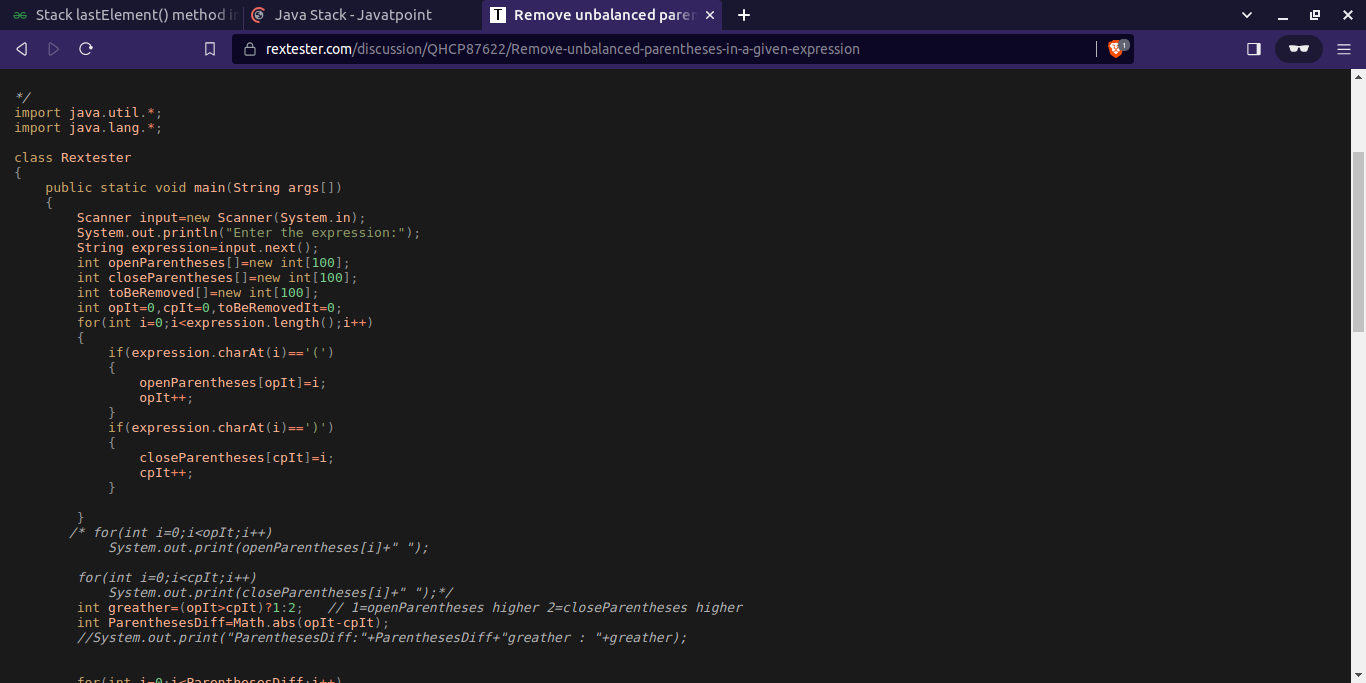 Stack lastElement() method in
Java Stack - Javatpoint
Remove unbalanced paren
rextester.com/discussion/QHCP87622/Remove-unbalanced-parentheses-in-a-given-expression
1
*/
import java.util.*;
import java.lang.*;
class Rextester
{
    public static void main(String args[])
    {
        Scanner input=new Scanner(System.in);
        System.out.println("Enter the expression:");
        String expression=input.next();
        int openParentheses[]=new int[100];
        int closeParentheses[]=new int[100];
        int toBeRemoved[]=new int[100];
        int opIt=0,cpIt=0,toBeRemovedIt=0;
        for(int i=0;i<expression.length();i++)
        {
            if(expression.charAt(i)=='(')
            {
                openParentheses[opIt]=i;
                opIt++;
            }
            if(expression.charAt(i)==')')
            {
                closeParentheses[cpIt]=i;
                cpIt++;
            }
        }
       /* for(int i=0;i<opIt;i++)
            System.out.print(openParentheses[i]+" ");
        for(int i=0;i<cpIt;i++)
            System.out.print(closeParentheses[i]+" ");*/
        int greather=(opIt>cpIt)?1:2;   // 1=openParentheses higher 2=closeParentheses higher
        int ParenthesesDiff=Math.abs(opIt-cpIt);
        //System.out.print("ParenthesesDiff:"+ParenthesesDiff+"greather : "+greather);
        for(int i=0;i<ParenthesesDiff;i++)